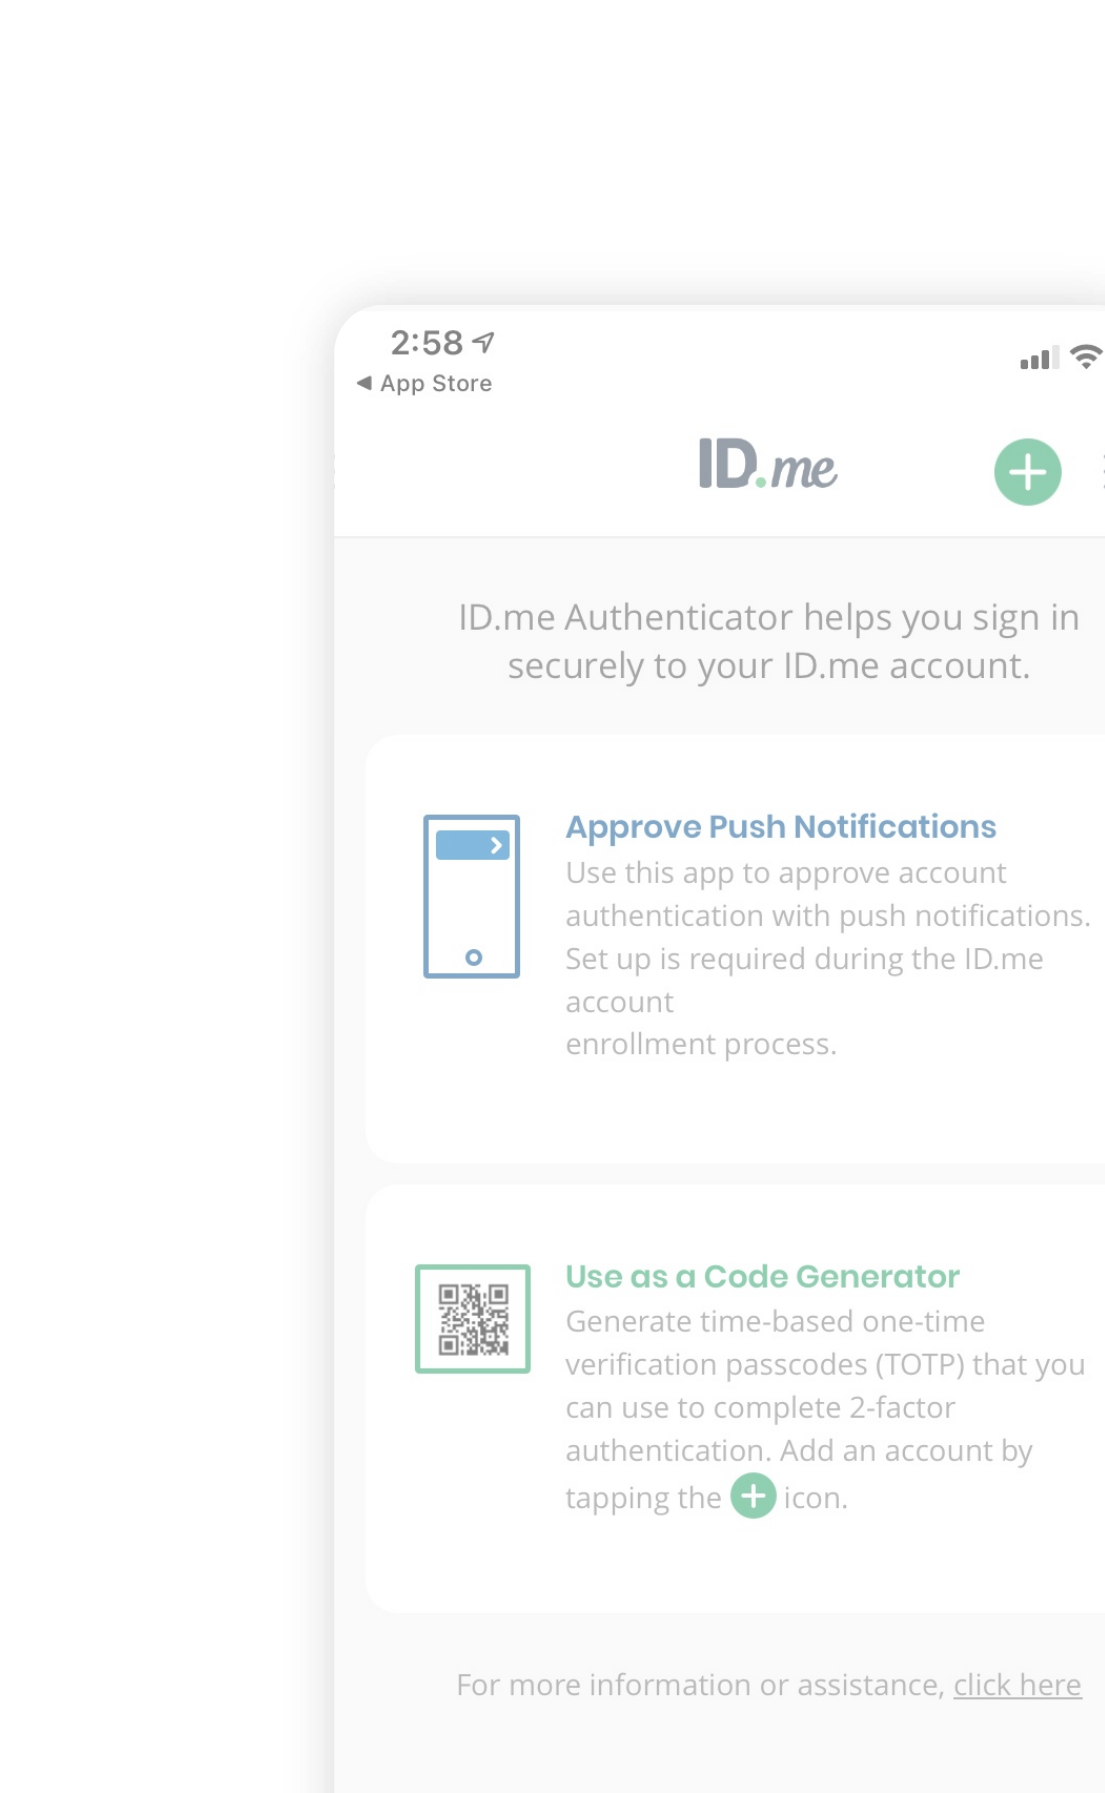 2:58
App Store
ID.me
ID.me Authenticator helps you sign in
securely to your ID.me account.
Approve Push Notifications
Use this app to approve account
authentication with push notifications.
Set up is required during the ID.me
account
enrollment process.
Use as a Code Generator
Generate time-based one-time
verification passcodes (TOTP) that you
can use to complete 2-factor
authentication. Add an account by
tapping the icon.
For more information or assistance, click here